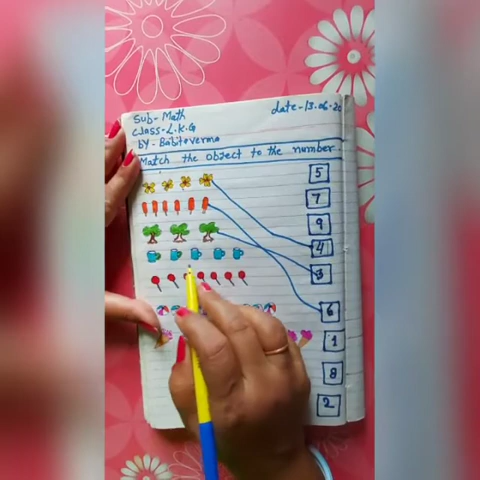 Sub- Math
Date-13.06.20
Class-L.K.G
By- Babita verma
Match the object to the number.
5
7
9
4
3
6
1
8
2